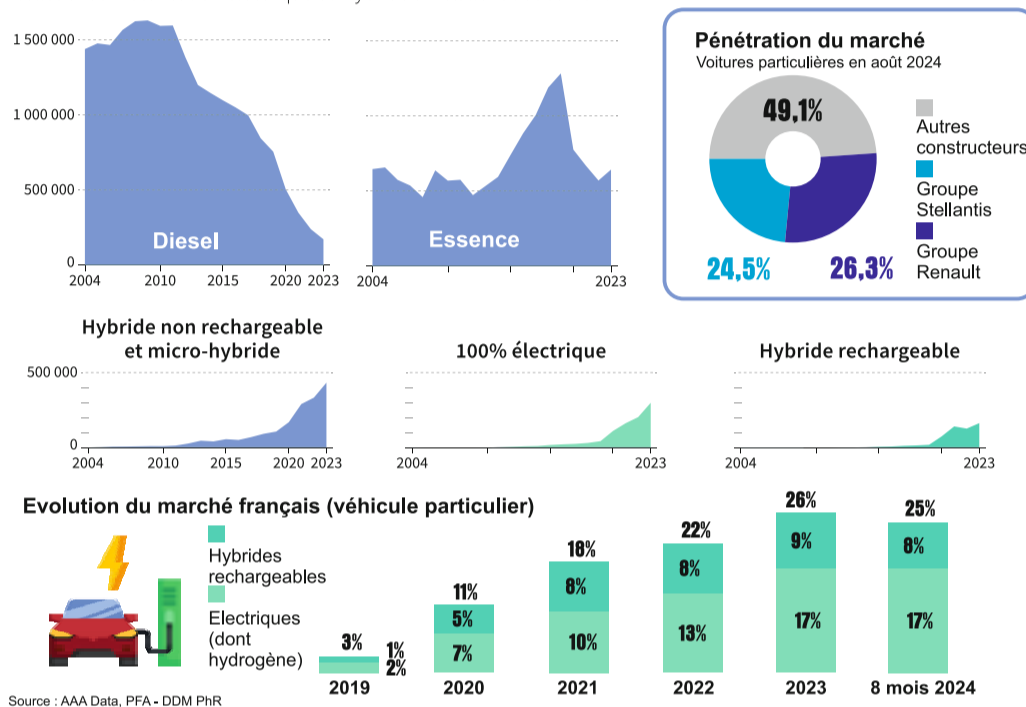 1 500 000
1 000 000
500 000
0
Diesel
2004
2010
2015
2020
2023
Essence
2004
2023
Pénétration du marché
Voitures particulières en août 2024
49,1%
24,5%
26,3%
Autres
constructeurs
Groupe
Stellantis
Groupe
Renault
Hybride non rechargeable
et micro-hybride
500 000
0
2004
2010
2015
2020
2023
100% électrique
2004
2023
Hybride rechargeable
2004
2023
Evolution du marché français (véhicule particulier)
Hybrides
rechargeables
Electriques
(dont
hydrogène)
3%
1%
2%
2019
11%
5%
7%
2020
18%
8%
10%
2021
22%
8%
13%
2022
26%
9%
17%
2023
25%
8%
17%
8 mois 2024
Source : AAA Data, PFA - DDM PhR